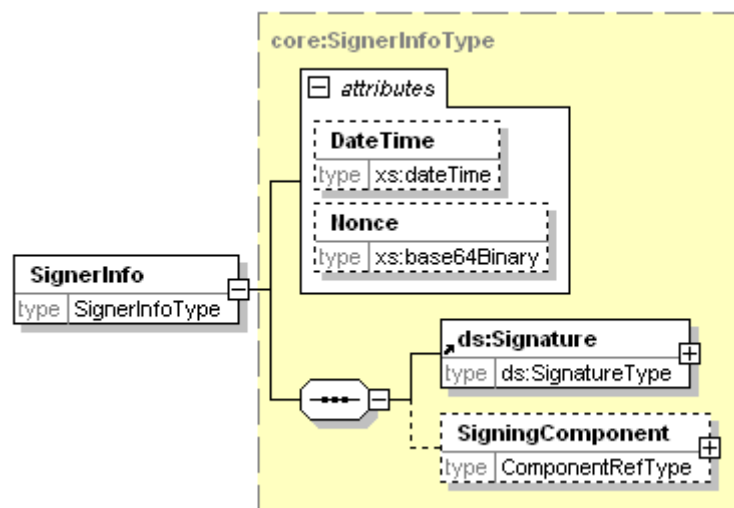 core:SignerInfoType
attributes
DateTime
type xs:dateTime
Nonce
type xs:base64Binary
SignerInfo
type SignerInfoType
ds:Signature
type ds:SignatureType
SigningComponent
type ComponentRefType